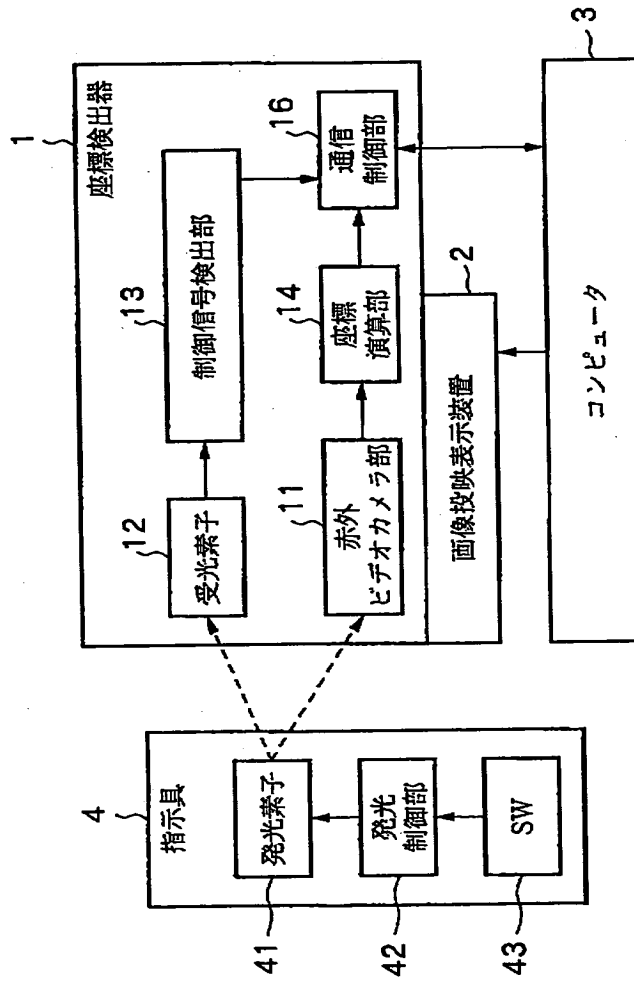 1
座標検出器
12
受光素子
13
制御信号検出部
16
通信
制御部
11
赤外
ビデオカメラ部
14
座標
演算部
2
画像投映表示装置
3
コンピュータ
4
指示具
41
発光素子
42
発光
制御部
43
SW